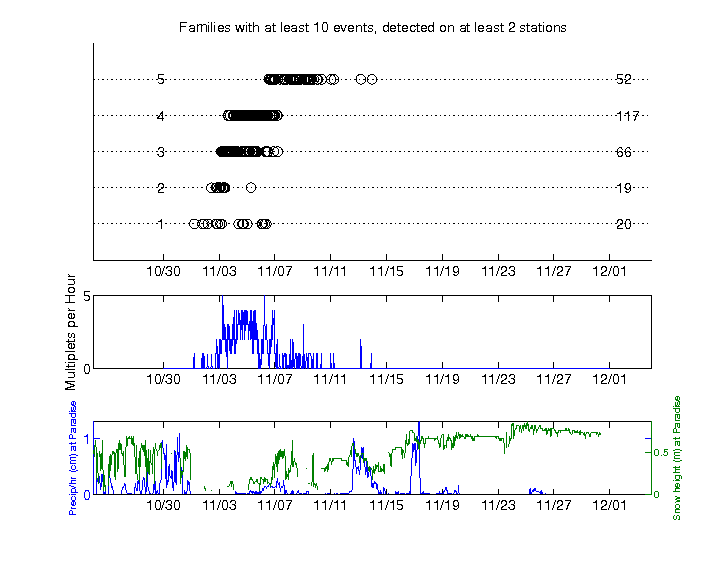 Families with at least 10 events, detected on at least 2 stations
5 52
4 117
3 66
2 19
1 20
10/30 11/03 11/07 11/11 11/15 11/19 11/23 11/27 12/01
Multiplets per Hour
5
0
10/30 11/03 11/07 11/11 11/15 11/19 11/23 11/27 12/01
Precip/hr (cm) at Paradise
1
0
Snow height (m) at Paradise
0.5
0
10/30 11/03 11/07 11/11 11/15 11/19 11/23 11/27 12/01